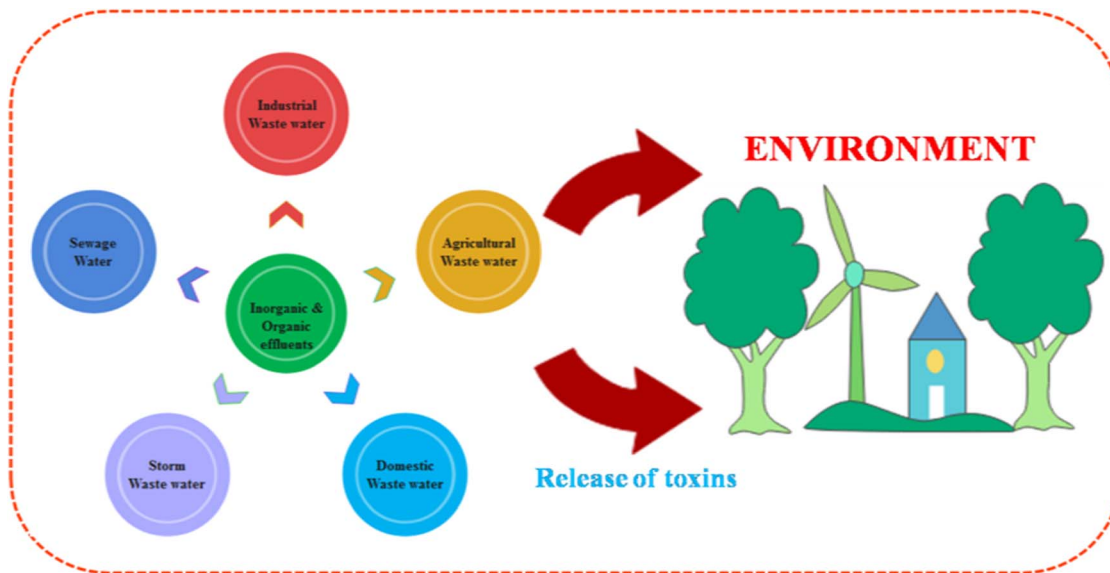 Industrial
Waste water
ENVIRONMENT
Sewage
Water
Agricultural
Waste water
Inorganic &
Organic
effluents
Storm
Waste water
Domestic
Waste water
Release of toxins